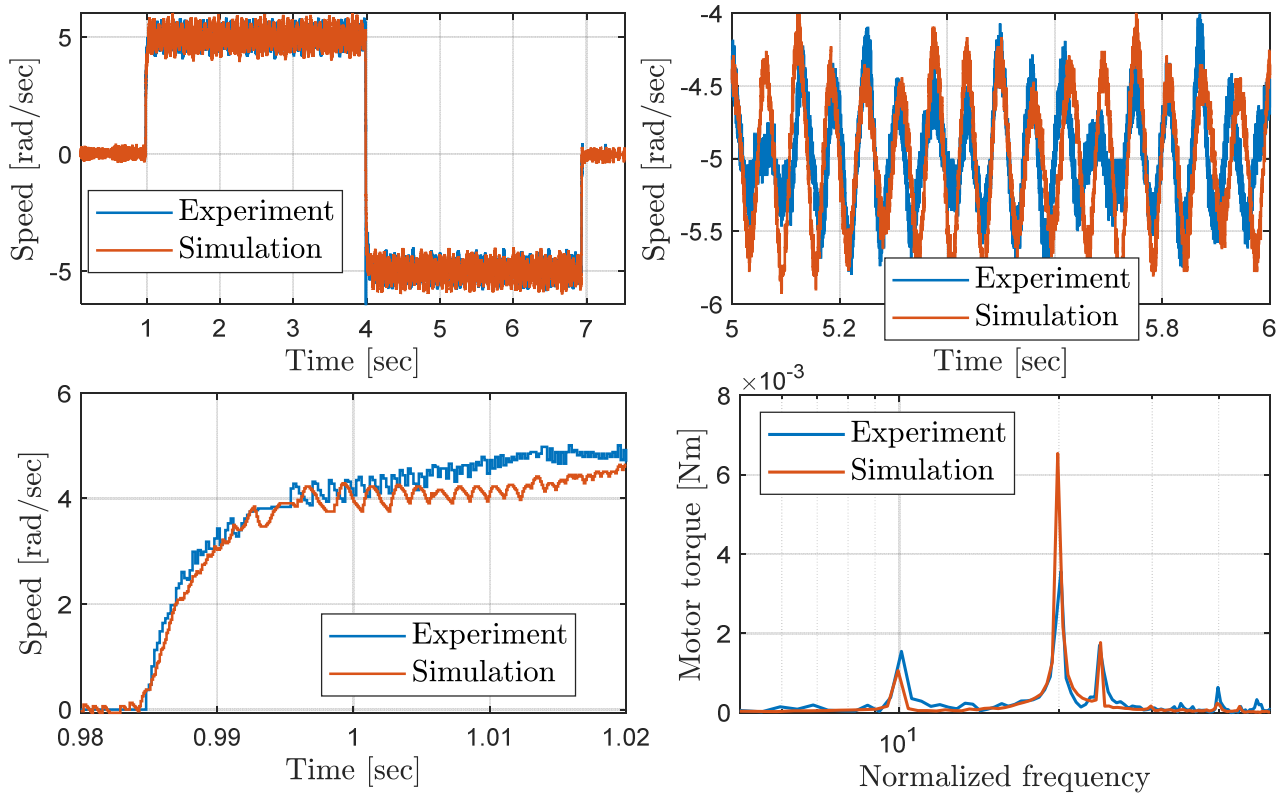 5
0
-5
Speed [rad/sec]
Experiment
Simulation
1
2
3
4
5
6
7
Time [sec]
-4
-4.5
-5
-5.5
-6
Speed [rad/sec]
Experiment
Simulation
5
5.2
5.8
6
Time [sec]
6
4
2
0
Speed [rad/sec]
Experiment
Simulation
0.98
0.99
1
1.01
1.02
Time [sec]
×10-3
8
6
4
2
0
Motor torque [Nm]
Experiment
Simulation
10¹
Normalized frequency